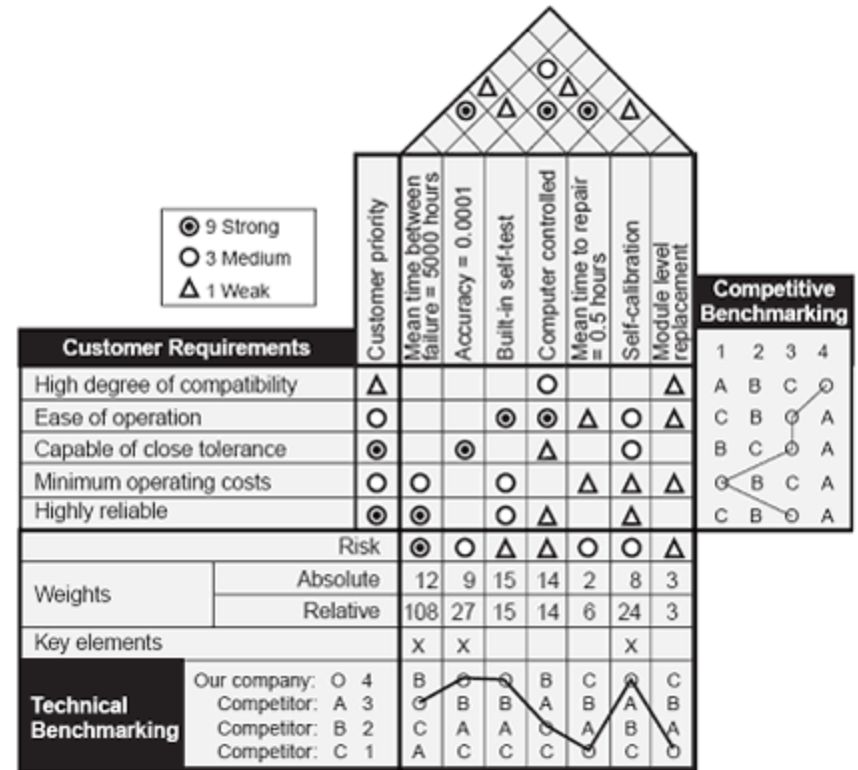 9 Strong
3 Medium
1 Weak
Customer priority
Mean time between
failure = 5000 hours
Accuracy = 0.0001
Built-in self-test
Computer controlled
Mean time to repair
= 0.5 hours
Self-calibration
Module level
replacement
Competitive
Benchmarking
Customer Requirements
1 2 3 4
High degree of compatibility
A B C O
Ease of operation
C B O A
Capable of close tolerance
B C O A
Minimum operating costs
O B C A
Highly reliable
C B O A
Risk
Weights
Absolute 12 9 15 14 2 8 3
Relative 108 27 15 14 6 24 3
Key elements X X X
Technical
Benchmarking
Our company: O 4 B O O B C O C
Competitor: A 3 O B B A B A B
Competitor: B 2 C A A O A B A
Competitor: C 1 A C C C O C O